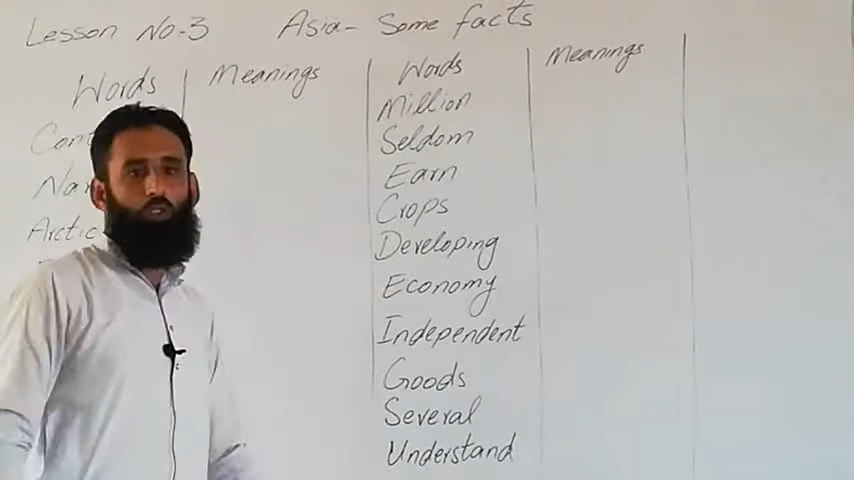 Lesson No-3 Asia- Some facts
Words Meanings Words Meanings
Million
Seldom
Earn
Arctic Crops
Developing
Economy
Independent
Goods
Several
Understand